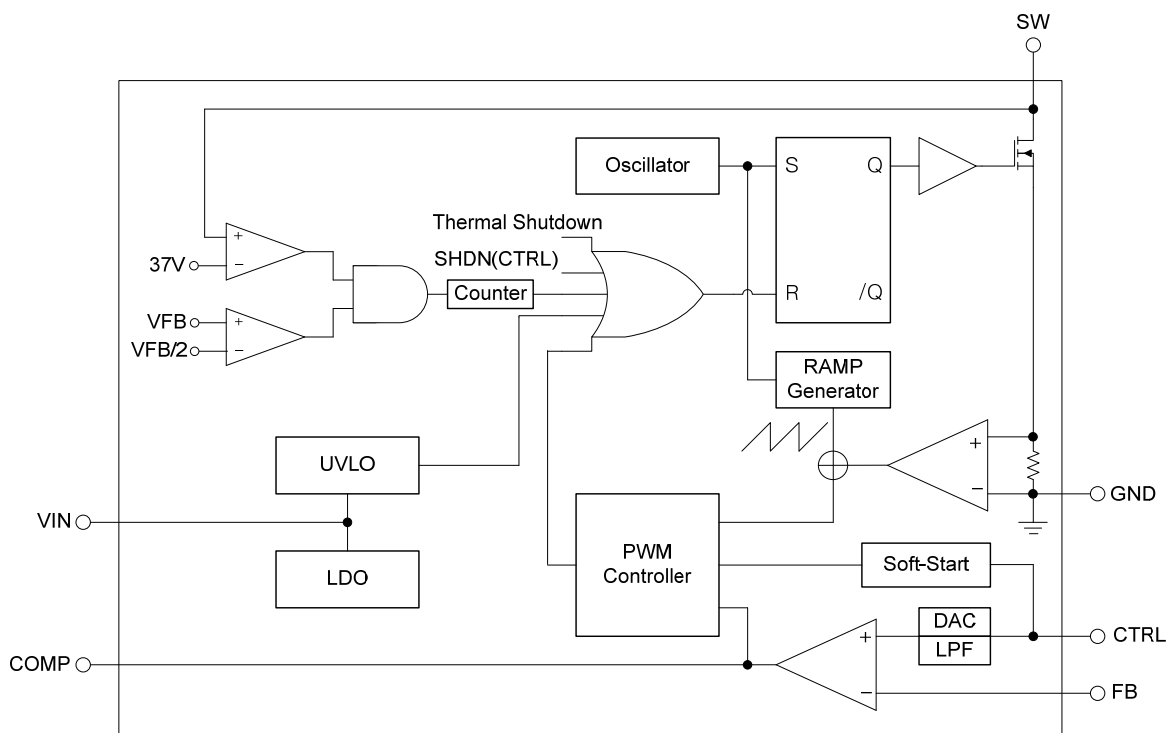 SW
Oscillator
S
Q
Thermal Shutdown
+
37V
−
SHDN(CTRL)
Counter
R
/Q
VFB
+
VFB/2
−
RAMP
Generator
UVLO
+
−
GND
VIN
PWM
Controller
LDO
Soft-Start
DAC
+
CTRL
LPF
COMP
−
FB